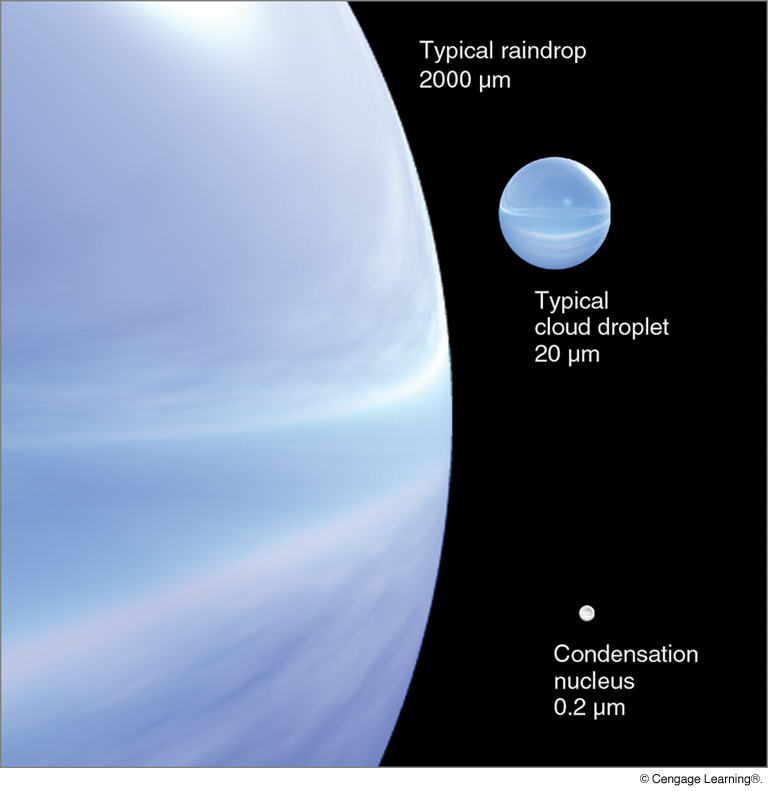 Typical raindrop
2000 µm
Typical
cloud droplet
20 µm
Condensation
nucleus
0.2 µm
© Cengage Learning®.